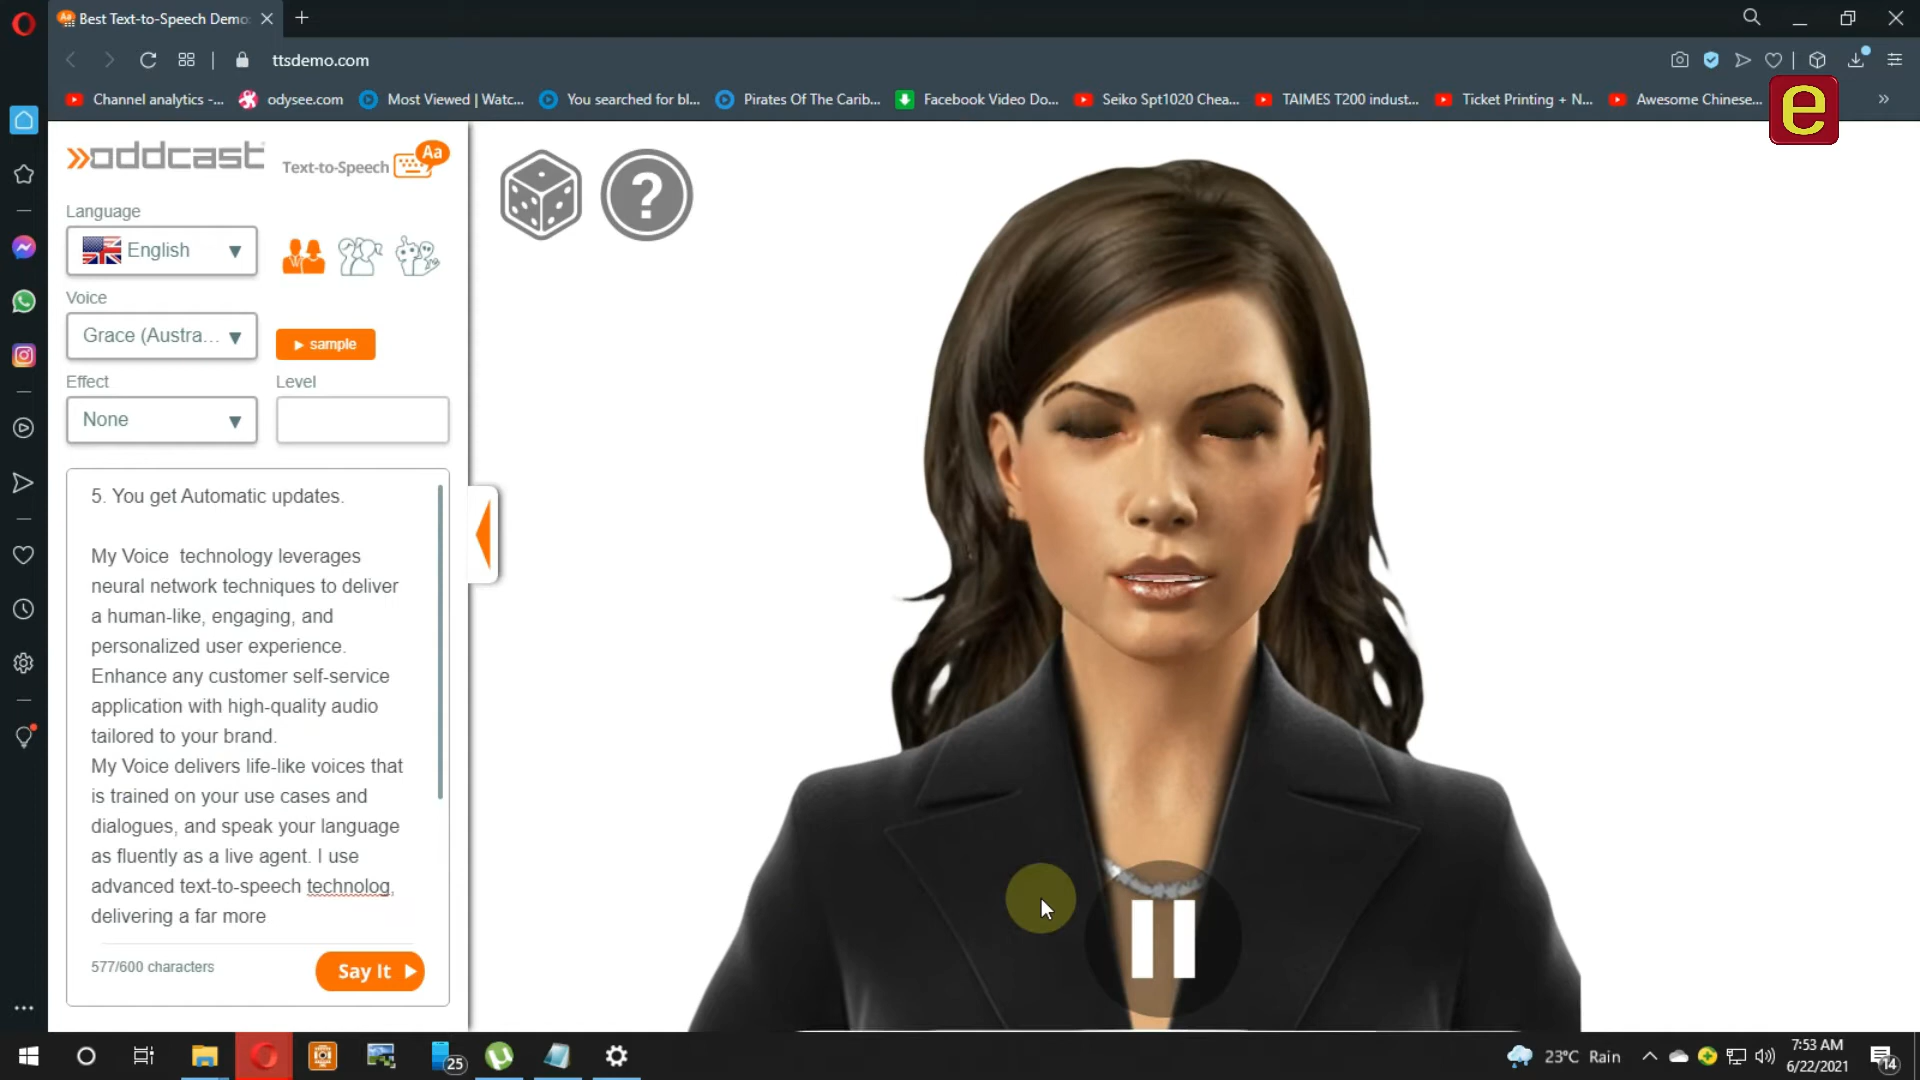 Best Text-to-Speech Demo
ttsdemo.com
Channel analytics -...
odysee.com
Most Viewed | Watc...
You searched for bl...
Pirates Of The Carib...
Facebook Video Do...
Seiko Spt1020 Chea...
TAIMES T200 indust...
Ticket Printing + N...
Awesome Chinese...
e
oddcast
Text-to-Speech
Aa
?
Language
English
Voice
Grace (Austra...
sample
Effect
Level
None
5. You get Automatic updates.
My Voice  technology leverages
neural network techniques to deliver
a human-like, engaging, and
personalized user experience.
Enhance any customer self-service
application with high-quality audio
tailored to your brand.
My Voice delivers life-like voices that
is trained on your use cases and
dialogues, and speak your language
as fluently as a live agent. I use
advanced text-to-speech technolog,
delivering a far more
577/600 characters
Say It
25
23°C Rain
7:53 AM
6/22/2021
14